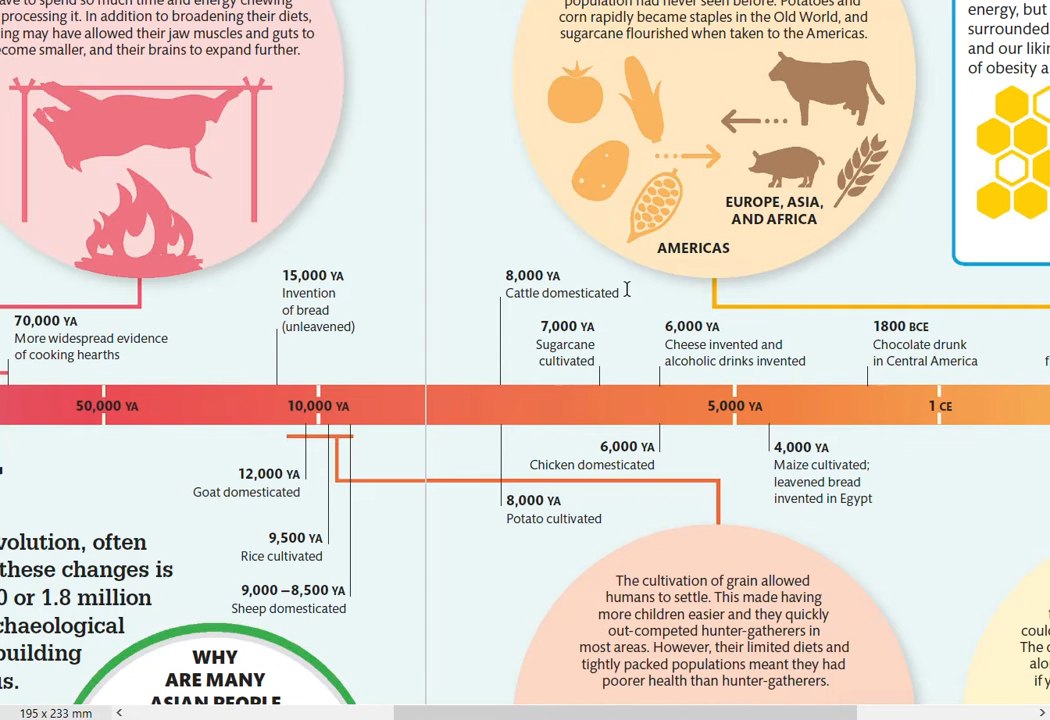 ave to spend so much time and energy chewing
processing it. In addition to broadening their diets,
ing may have allowed their jaw muscles and guts to
ecome smaller, and their brains to expand further.
population had never seen before. Potatoes and
corn rapidly became staples in the Old World, and
sugarcane flourished when taken to the Americas.
energy, but
surrounded
and our liki
of obesity a
EUROPE, ASIA,
AND AFRICA
AMERICAS
15,000 YA
Invention
of bread
(unleavened)
8,000 YA
Cattle domesticated
70,000 YA
More widespread evidence
of cooking hearths
7,000 YA
Sugarcane
cultivated
6,000 YA
Cheese invented and
alcoholic drinks invented
1800 BCE
Chocolate drunk
in Central America
f
50,000 YA
10,000 YA
5,000 YA
1 CE
12,000 YA
Goat domesticated
9,500 YA
Rice cultivated
9,000 –8,500 YA
Sheep domesticated
6,000 YA
Chicken domesticated
8,000 YA
Potato cultivated
4,000 YA
Maize cultivated;
leavened bread
invented in Egypt
volution, often
these changes is
0 or 1.8 million
chaeological
building
us.
WHY
ARE MANY
ASIAN PEOPLE
The cultivation of grain allowed
humans to settle. This made having
more children easier and they quickly
out-competed hunter-gatherers in
most areas. However, their limited diets and
tightly packed populations meant they had
poorer health than hunter-gatherers.
coul
The c
alo
if y
195 x 233 mm